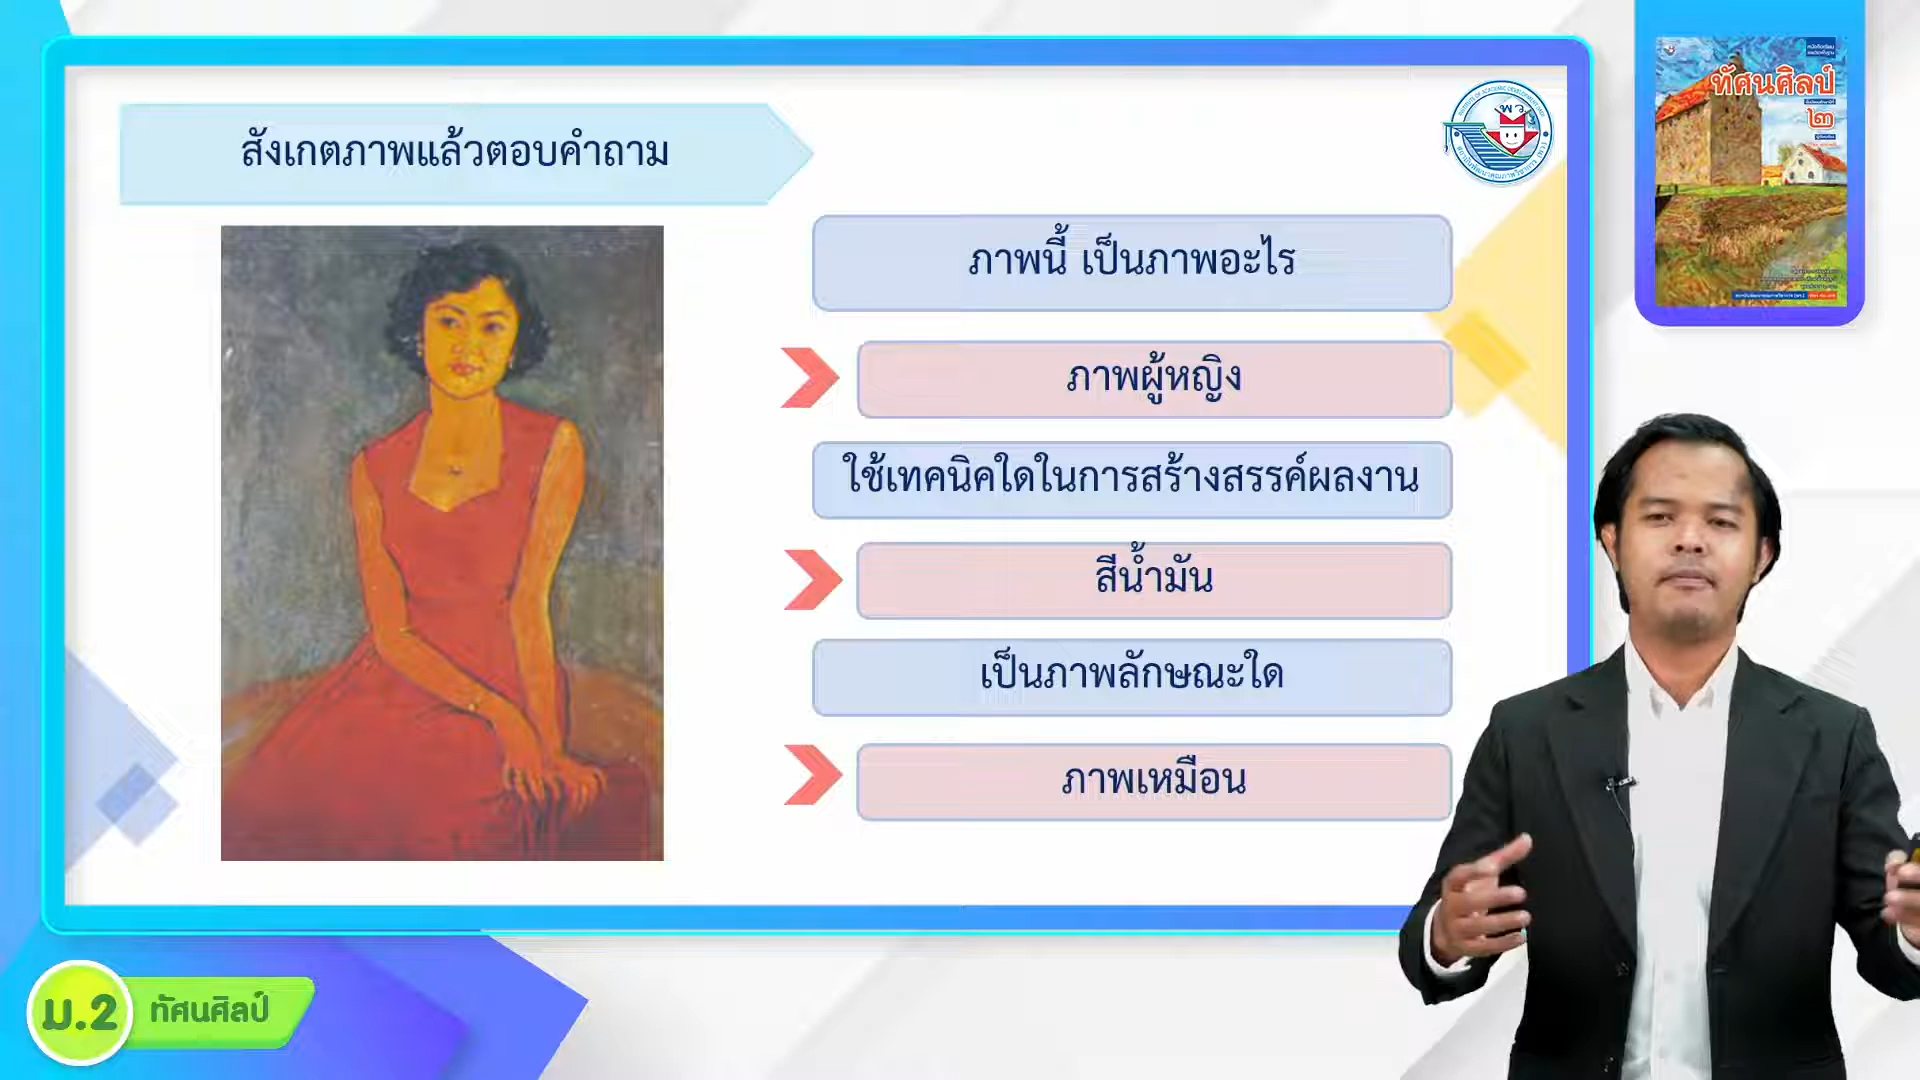 สังเกตภาพแล้วตอบคำถาม
ภาพนี้ เป็นภาพอะไร
ภาพผู้หญิง
ใช้เทคนิคใดในการสร้างสรรค์ผลงาน
สีน้ำมัน
เป็นภาพลักษณะใด
ภาพเหมือน
พว.
ทัศนศิลป์
๒
ม.2
ทัศนศิลป์